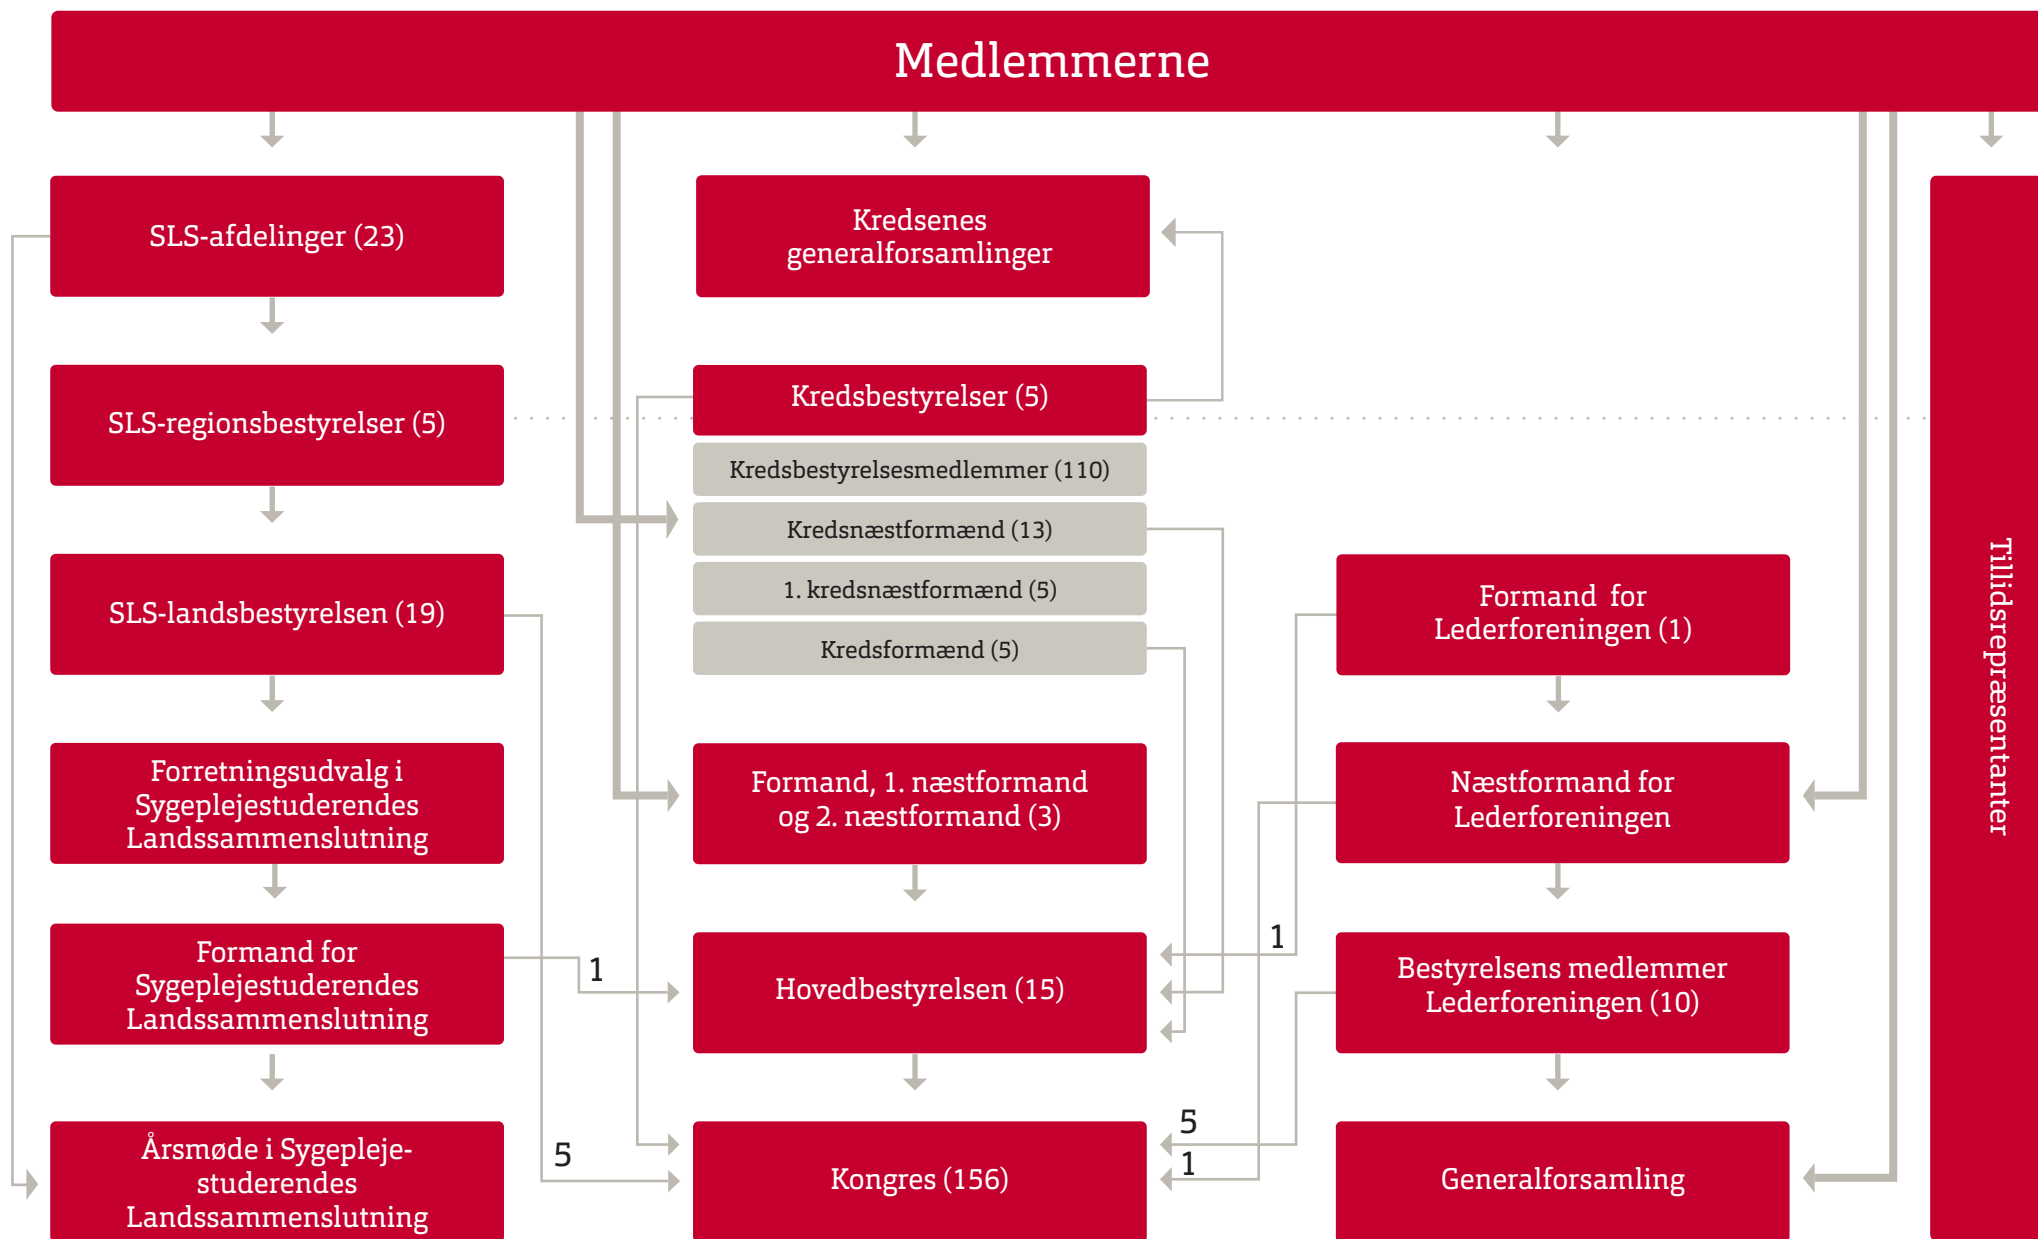 Medlemmerne
SLS-afdelinger (23)
SLS-regionsbestyrelser (5)
SLS-landsbestyrelsen (19)
Forretningsudvalg i
Sygeplejestuderendes
Landssammenslutning
Formand for
Sygeplejestuderendes
Landssammenslutning
Årsmøde i Sygepleje-
studerendes
Landssammenslutning
1
5
Kredsenes
generalforsamlinger
Kredsbestyrelser (5)
Kredsbestyrelsesmedlemmer (110)
Kredsnæstformænd (13)
1. kredsnæstformænd (5)
Kredsformænd (5)
Formand, 1. næstformand
og 2. næstformand (3)
Hovedbestyrelsen (15)
Kongres (156)
1
5
1
Formand for
Lederforeningen (1)
Næstformand for
Lederforeningen
Bestyrelsens medlemmer
Lederforeningen (10)
Generalforsamling
Tillidsrepræsentanter